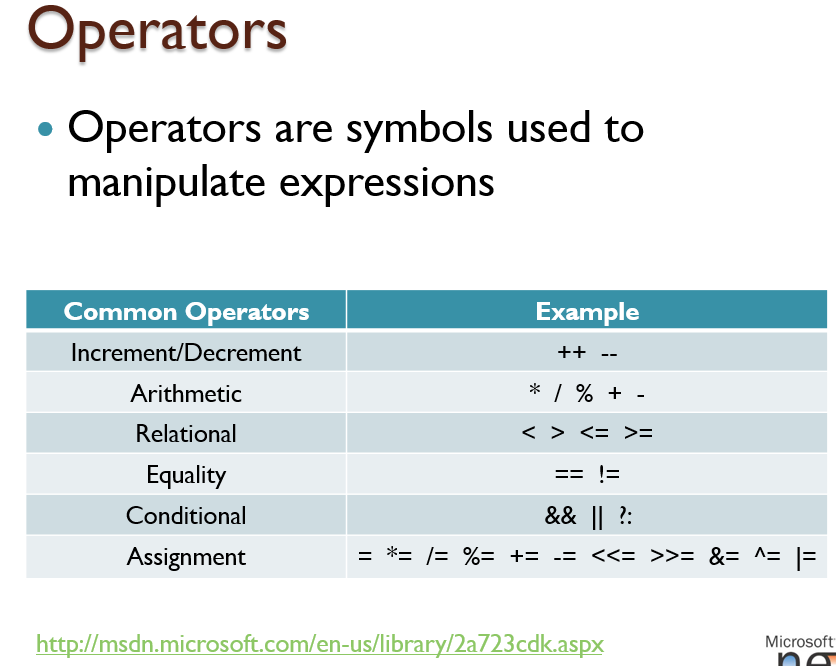 Operators
• Operators are symbols used to
manipulate expressions
Common Operators Example
Increment/Decrement ++ --
Arithmetic * / % + -
Relational < > <= >=
Equality == !=
Conditional && || ?:
Assignment = *= /= %= += -= <<= >>= &= ^= |=
http://msdn.microsoft.com/en-us/library/2a723cdk.aspx
Microsoft